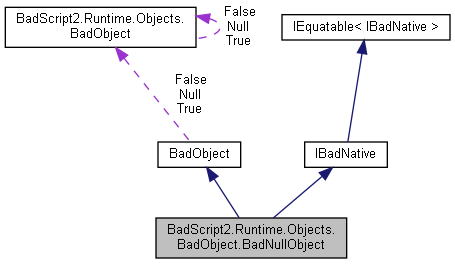 BadScript2.Runtime.Objects.
BadObject
False
Null
True
IEquatable< IBadNative >
False
Null
True
BadObject
IBadNative
BadScript2.Runtime.Objects.
BadObject.BadNullObject